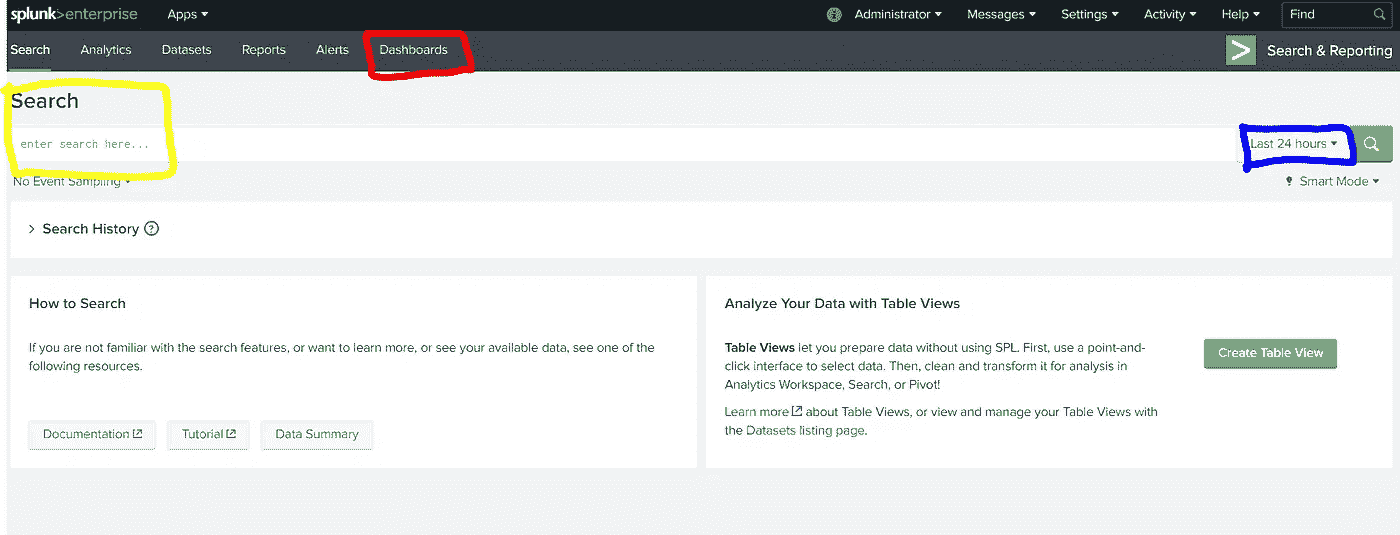 splunk>enterprise Apps Administrator Messages Settings Activity Help Find
Search Analytics Datasets Reports Alerts Dashboards Search & Reporting
Search
enter search here... Last 24 hours
No Event Sampling Smart Mode
Search History ?
How to Search
If you are not familiar with the search features, or want to learn more, or see your available data, see one of the
following resources.
Documentation Tutorial Data Summary
Analyze Your Data with Table Views
Table Views let you prepare data without using SPL. First, use a point-and-
click interface to select data. Then, clean and transform it for analysis in
Analytics Workspace, Search, or Pivot!
Learn more about Table Views, or view and manage your Table Views with
the Datasets listing page.
Create Table View